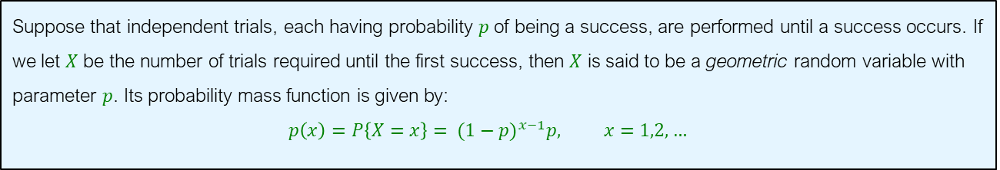 Suppose that independent trials, each having probability p of being a success, are performed until a success occurs. If
we let X be the number of trials required until the first success, then X is said to be a geometric random variable with
parameter p. Its probability mass function is given by:
p(x) = P{X = x} = (1 − p)^{x−1}p, x = 1,2, ...